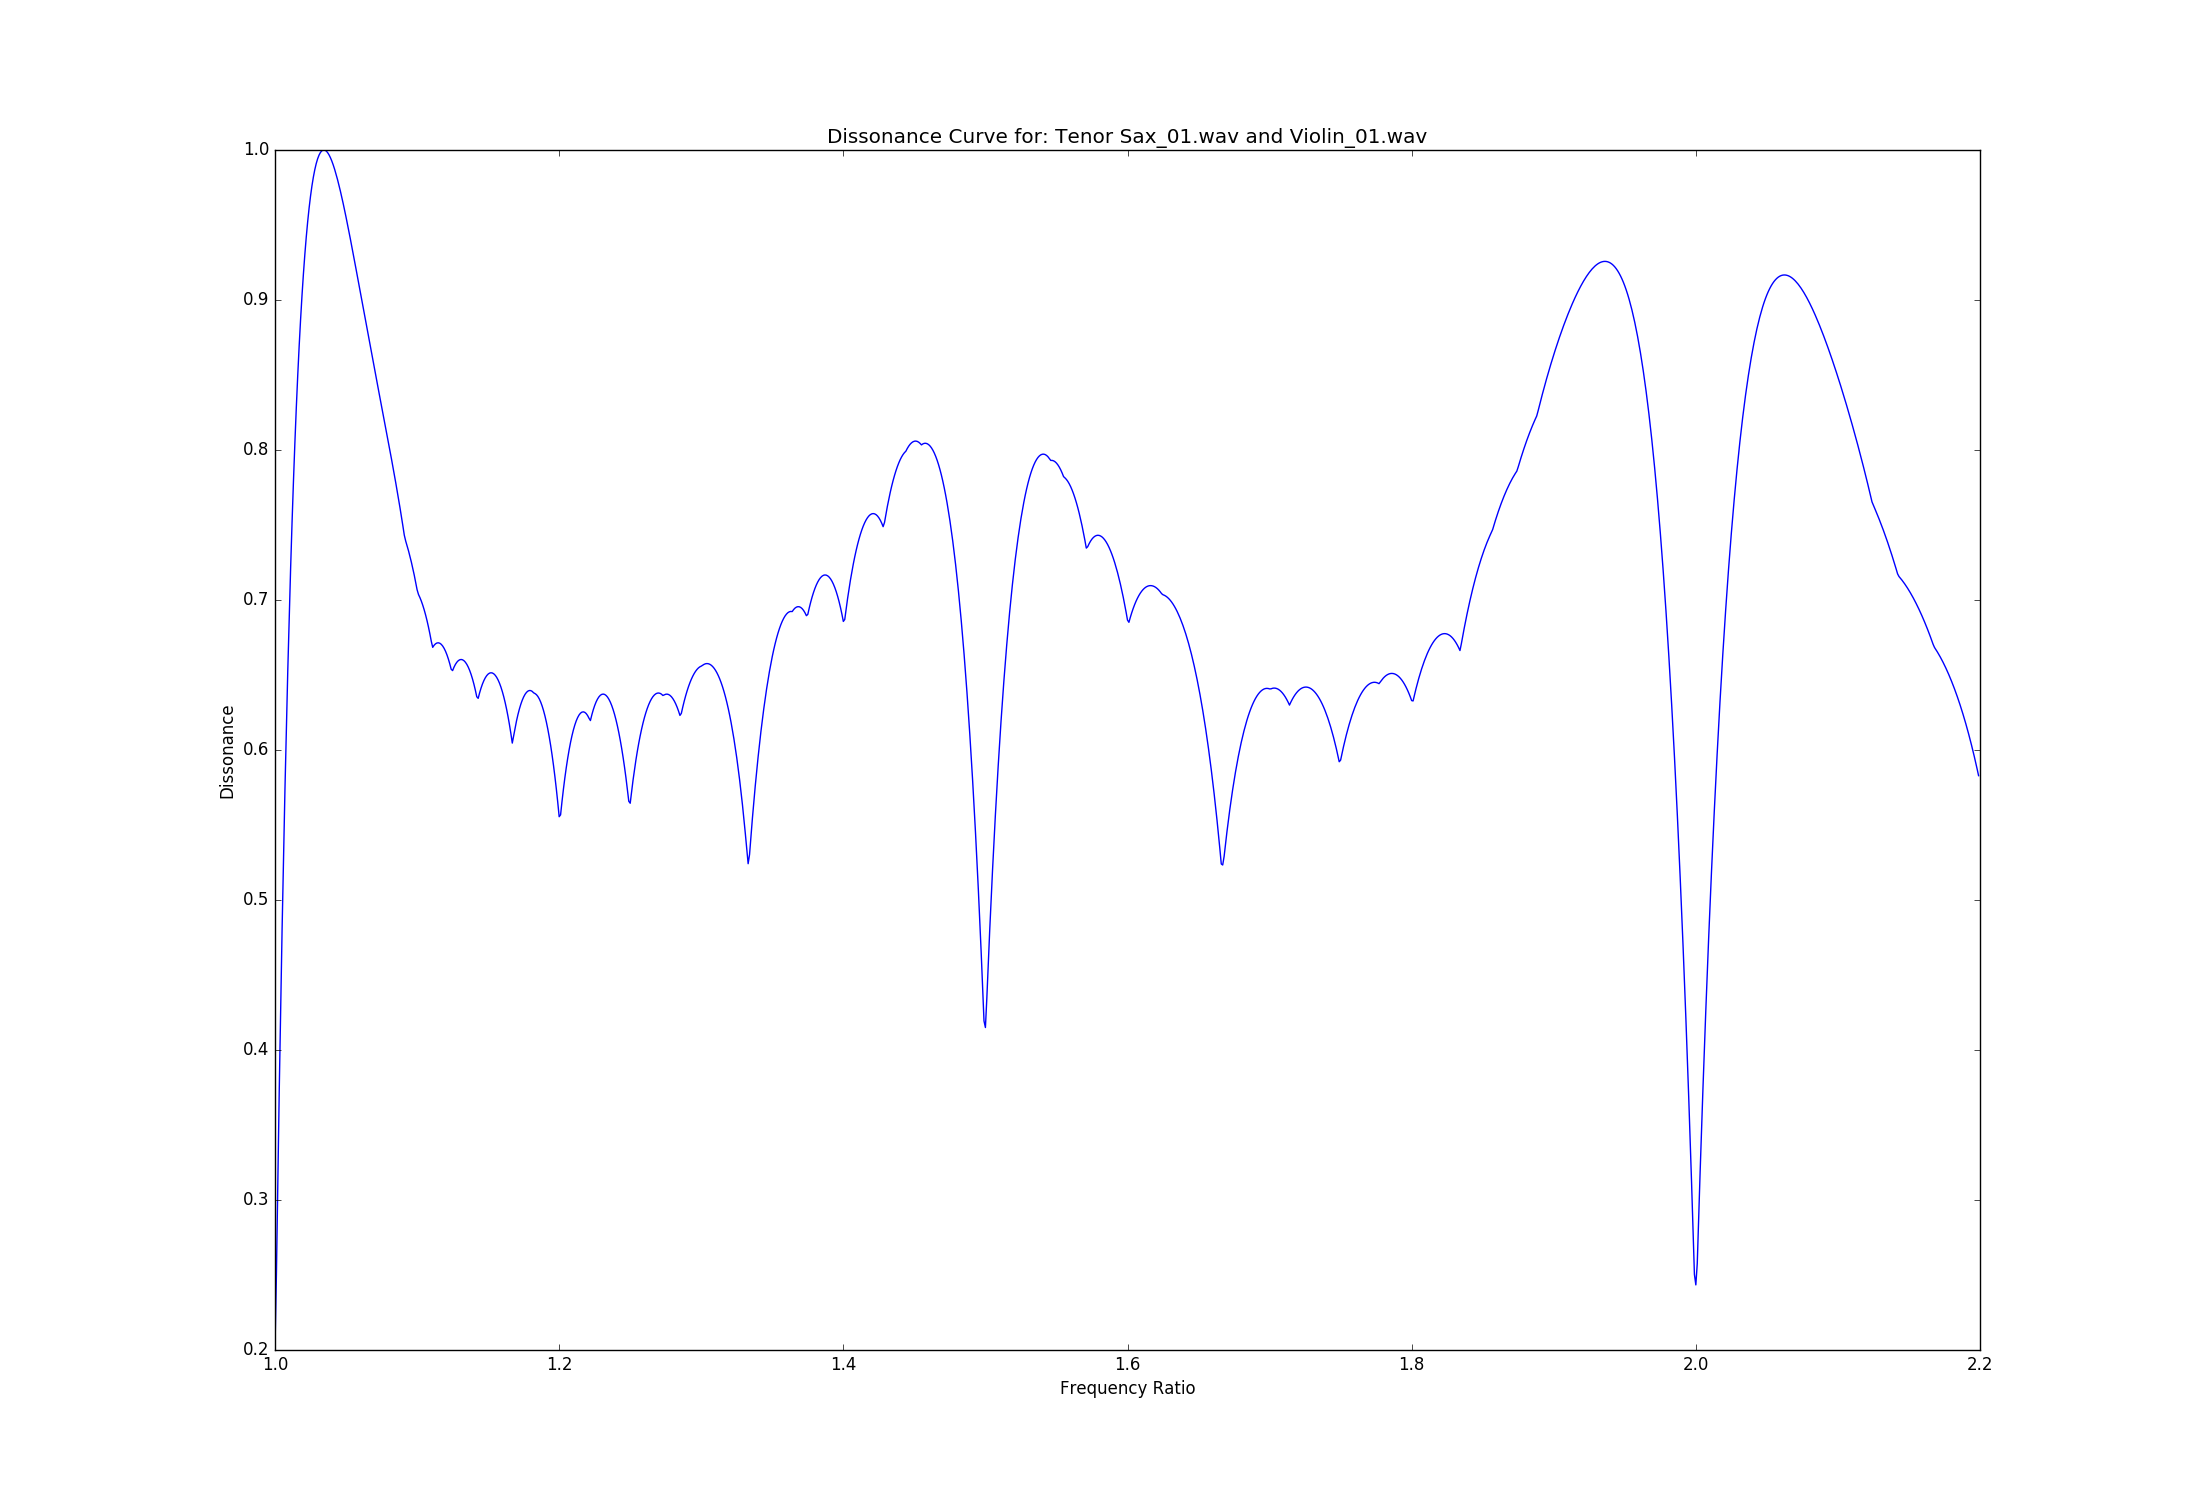 Dissonance Curve for: Tenor Sax_01.wav and Violin_01.wav
1.0
0.9
0.8
0.7
0.6
0.5
0.4
0.3
0.2
Dissonance
1.0 1.2 1.4 1.6 1.8 2.0 2.2
Frequency Ratio